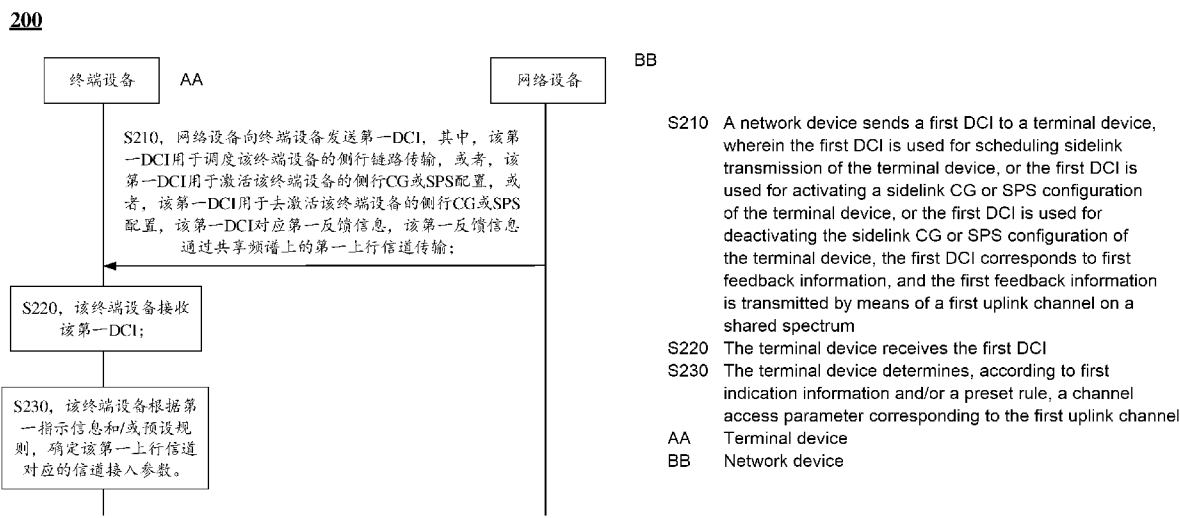 200
终端设备
AA
网络设备
BB
S210，网络设备向终端设备发送第一DCI，其中，该第
一DCI用于调度该终端设备的侧行链路传输，或者，该
第一DCI用于激活该终端设备的侧行CG或SPS配置，或
者，该第一DCI用于去激活该终端设备的侧行CG或SPS
配置，该第一DCI对应第一反馈信息，该第一反馈信息
通过共享频谱上的第一上行信道传输；
S220，该终端设备接收
该第一DCI；
S230，该终端设备根据第
一指示信息和/或预设规
则，确定该第一上行信道
对应的信道接入参数。
S210 A network device sends a first DCI to a terminal device,
wherein the first DCI is used for scheduling sidelink
transmission of the terminal device, or the first DCI is
used for activating a sidelink CG or SPS configuration
of the terminal device, or the first DCI is used for
deactivating the sidelink CG or SPS configuration of
the terminal device, the first DCI corresponds to first
feedback information, and the first feedback information
is transmitted by means of a first uplink channel on a
shared spectrum
S220 The terminal device receives the first DCI
S230 The terminal device determines, according to first
indication information and/or a preset rule, a channel
access parameter corresponding to the first uplink channel
AA Terminal device
BB Network device